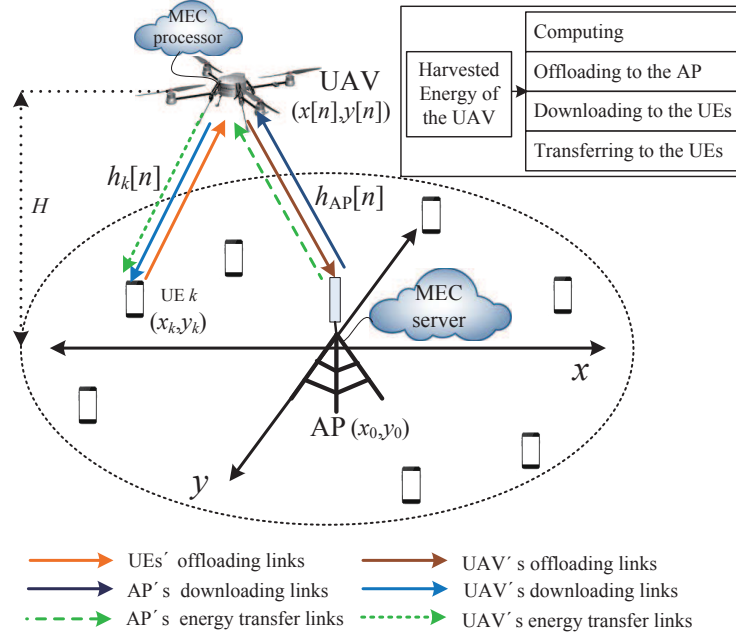 MEC
processor
UAV
(x[n],y[n])
Harvested
Energy of
the UAV
Computing
Offloading to the AP
Downloading to the UEs
Transferring to the UEs
H
h_k[n]
h_AP[n]
UE k
(x_k,y_k)
MEC
server
x
AP (x_0,y_0)
y
UEs´ offloading links
UAV´ s offloading links
AP´ s downloading links
UAV´ s downloading links
AP´ s energy transfer links
UAV´ s energy transfer links